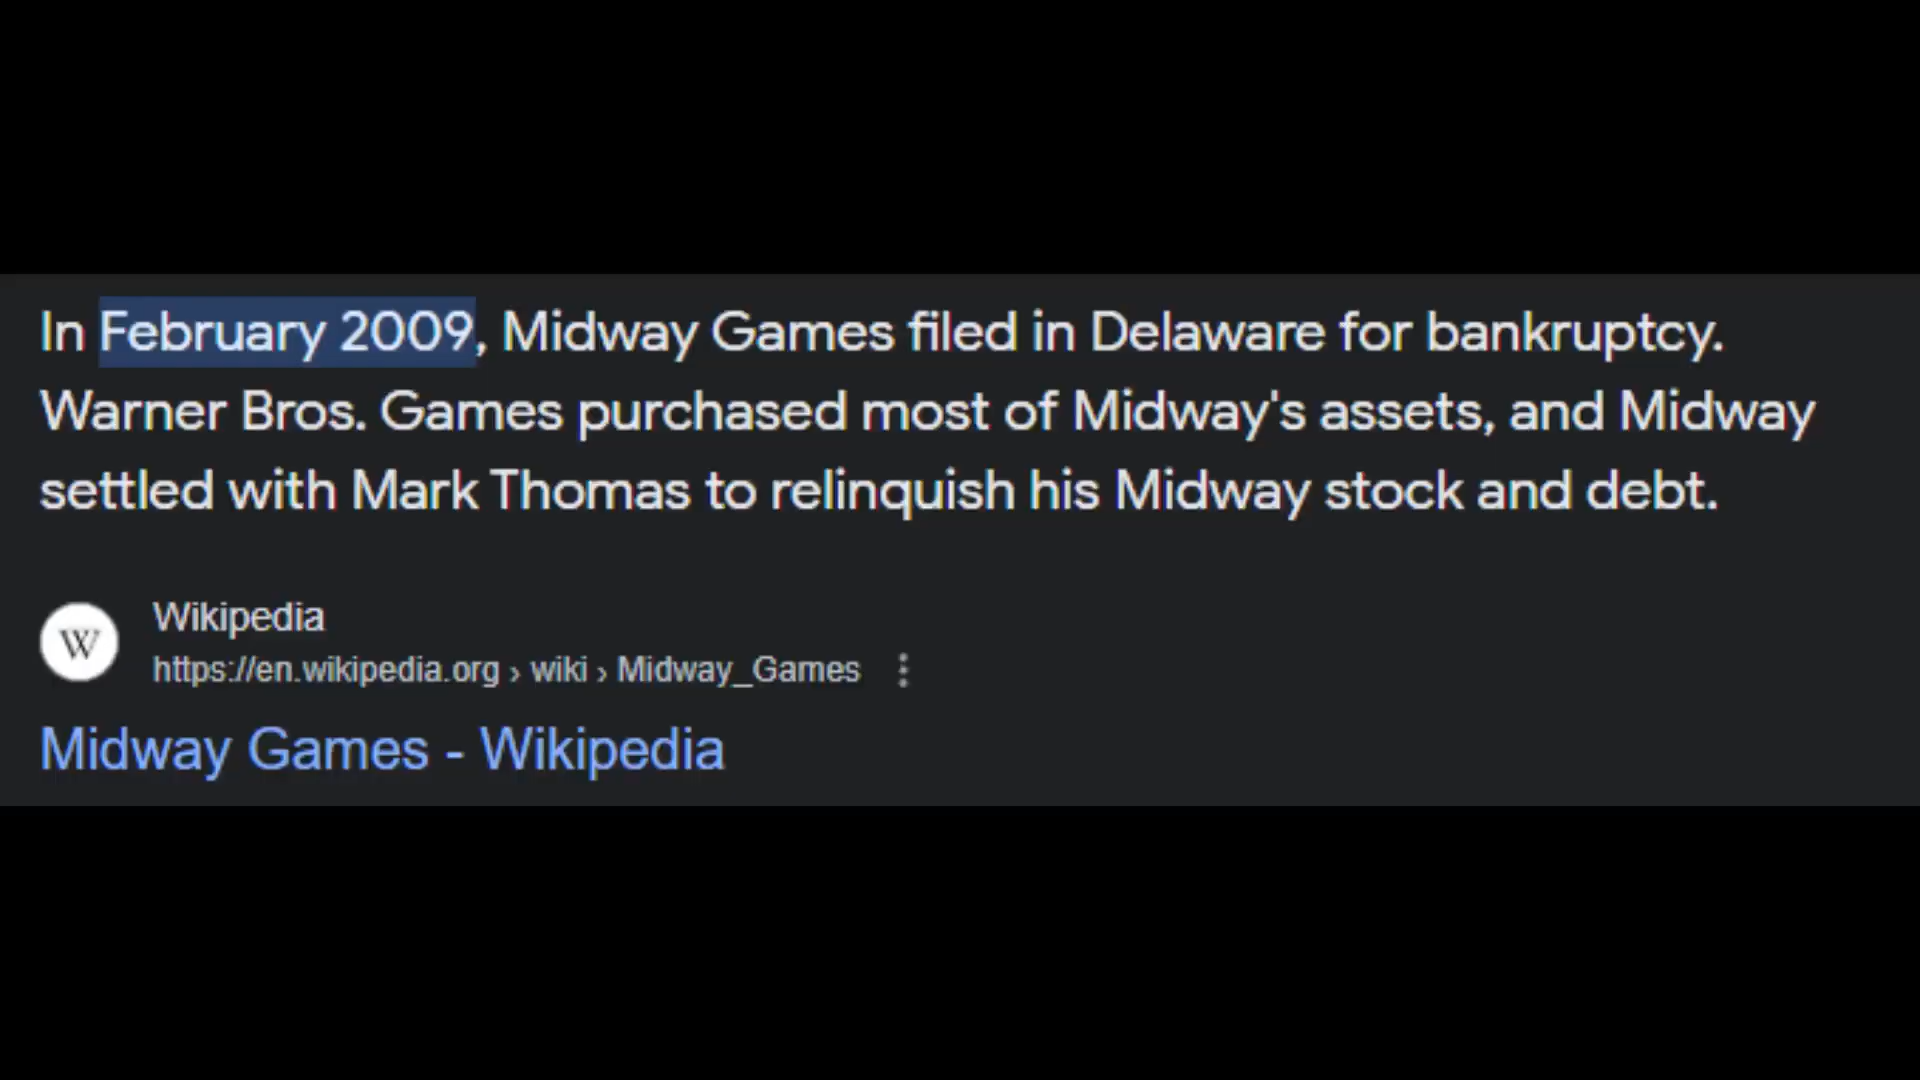 In February 2009, Midway Games filed in Delaware for bankruptcy.
Warner Bros. Games purchased most of Midway's assets, and Midway
settled with Mark Thomas to relinquish his Midway stock and debt.
W
Wikipedia
https://en.wikipedia.org › wiki › Midway_Games
Midway Games - Wikipedia